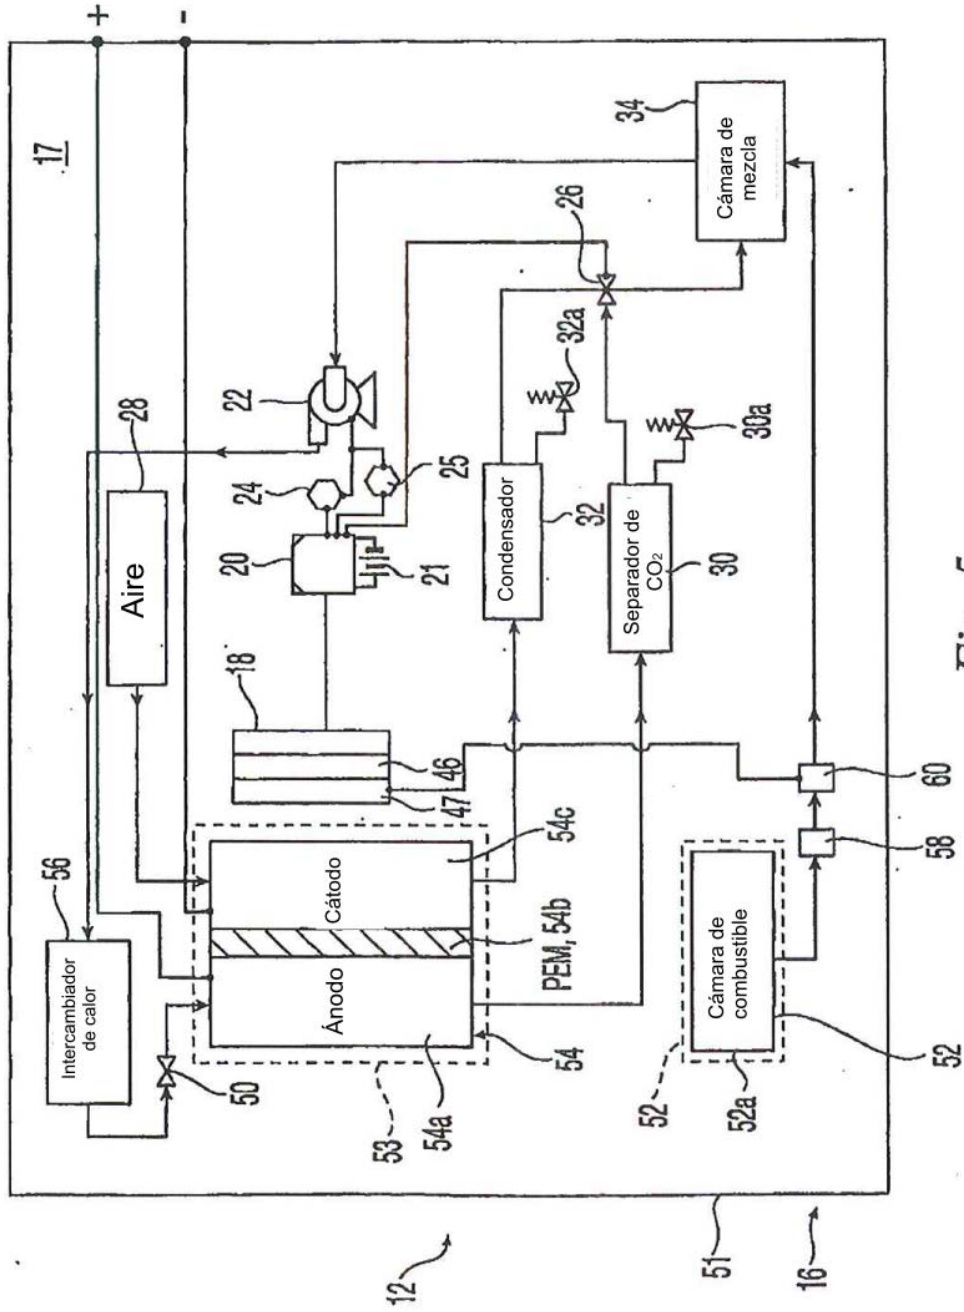 +
-
17
56
Intercambiador
de calor
28
Aire
22
24
25
20
21
18
46
47
50
Ánodo
Cátodo
PEM, 54b
54c
54a
54
53
Condensador
32
32a
Separador de
CO₂
30
30a
26
34
Cámara de
mezcla
52
Cámara de
combustible
52a
52
58
60
51
12
16